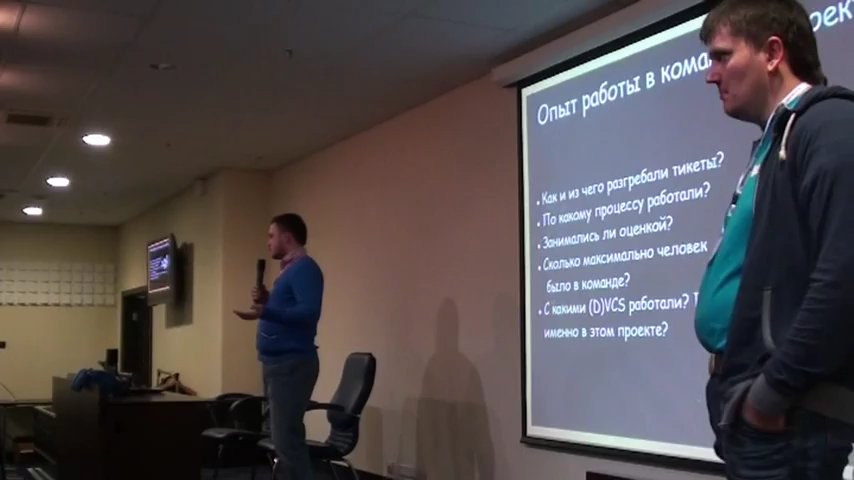 Опыт работы в
• Как и из чего разгребали тикеты?
• По какому процессу работали?
• Занимались ли оценкой?
• Сколько максимально человек
было в команде?
• С какими (D)VCS работали?
именно в этом проекте?